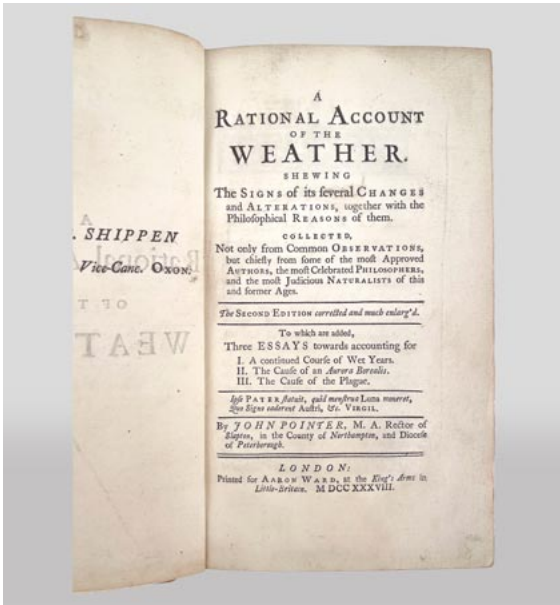 . SHIPPEN
Vice-Canc. OXON.
A
RATIONAL ACCOUNT
OF THE
WEATHER.
SHEWING
The SIGNS of its ſeveral CHANGES
and ALTERATIONS, together with the
Philoſophical REASONS of them.
COLLECTED,
Not only from Common OBSERVATIONS,
but chiefly from ſome of the moſt Approved
AUTHORS, the moſt Celebrated PHILOSOPHERS,
and the moſt Judicious NATURALISTS of this
and former Ages.
The SECOND EDITION corrected and much enlarg'd.
To which are added,
Three ESSAYS towards accounting for
I. A continued Courſe of Wet Years.
II. The Cauſe of an Aurora Borealis.
III. The Cauſe of the Plague.
Ipſe PATER ſtatuit, quid menſtrua Luna moneret,
Quo Signo caderent Auſtri, &c. VIRGIL.
By JOHN POINTER, M. A. Rector of
Slapton, in the County of Northampton, and Dioceſe
of Peterborough.
LONDON:
Printed for AARON WARD, at the King's Arms in
Little-Britain. M DCC XXXVIII.